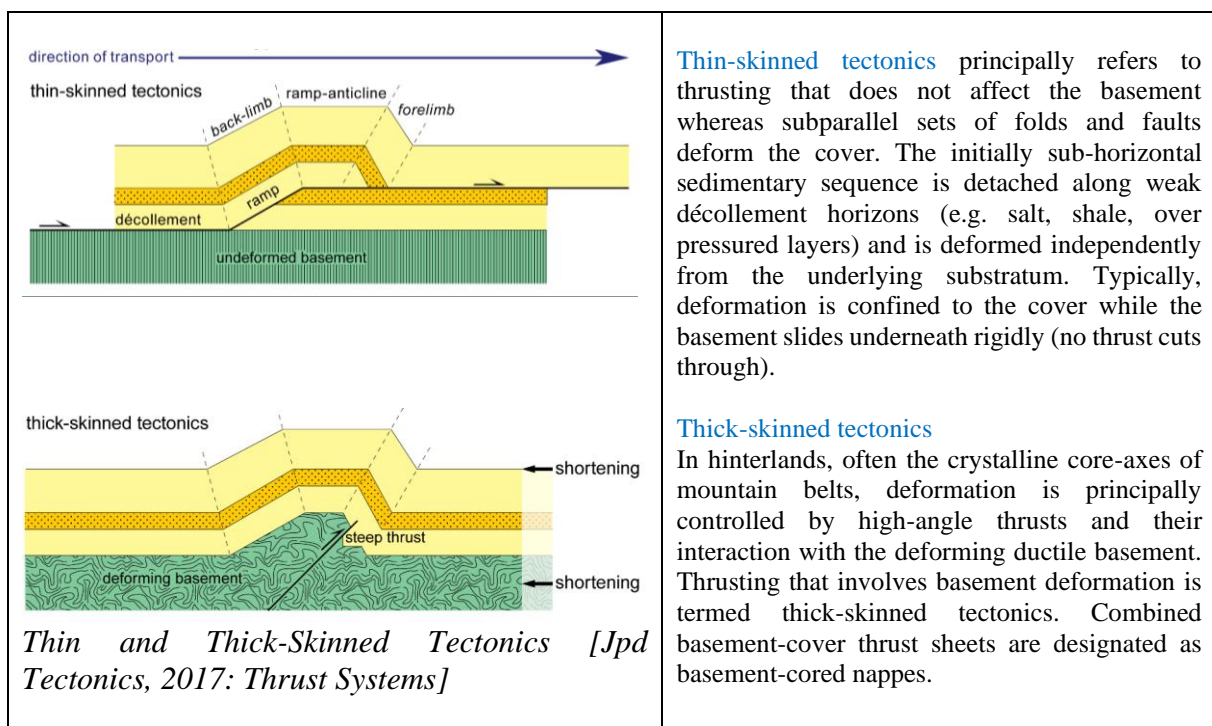 direction of transport
thin-skinned tectonics
ramp-anticline
back-limb
forelimb
ramp
décollement
undeformed basement
thick-skinned tectonics
shortening
steep thrust
deforming basement
shortening
Thin and Thick-Skinned Tectonics [Jpd
Tectonics, 2017: Thrust Systems]
Thin-skinned tectonics principally refers to
thrusting that does not affect the basement
whereas subparallel sets of folds and faults
deform the cover. The initially sub-horizontal
sedimentary sequence is detached along weak
décollement horizons (e.g. salt, shale, over
pressured layers) and is deformed independently
from the underlying substratum. Typically,
deformation is confined to the cover while the
basement slides underneath rigidly (no thrust cuts
through).
Thick-skinned tectonics
In hinterlands, often the crystalline core-axes of
mountain belts, deformation is principally
controlled by high-angle thrusts and their
interaction with the deforming ductile basement.
Thrusting that involves basement deformation is
termed thick-skinned tectonics. Combined
basement-cover thrust sheets are designated as
basement-cored nappes.